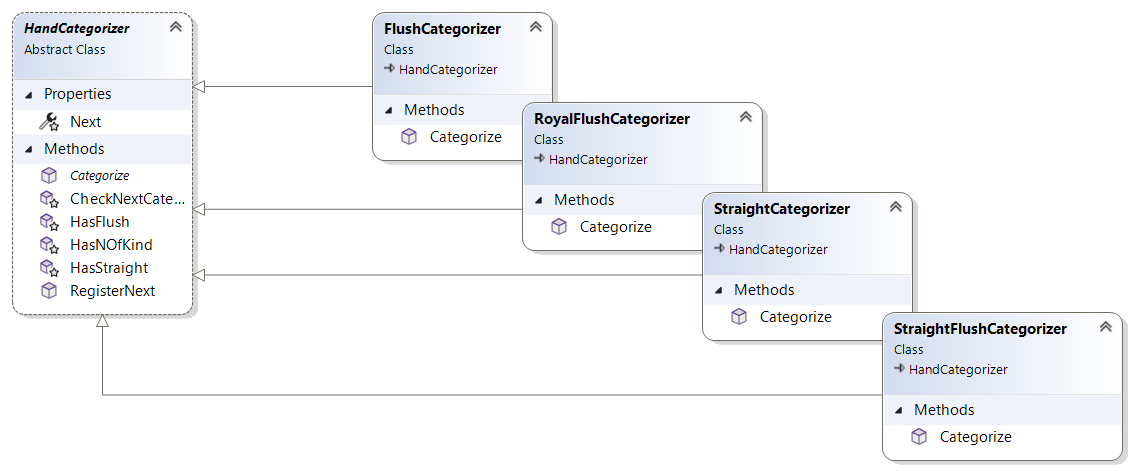 HandCategorizer
Abstract Class
Properties
Next
Methods
Categorize
CheckNextCate...
HasFlush
HasNOfKind
HasStraight
RegisterNext
FlushCategorizer
Class
HandCategorizer
Methods
Categorize
RoyalFlushCategorizer
Class
HandCategorizer
Methods
Categorize
StraightCategorizer
Class
HandCategorizer
Methods
Categorize
StraightFlushCategorizer
Class
HandCategorizer
Methods
Categorize